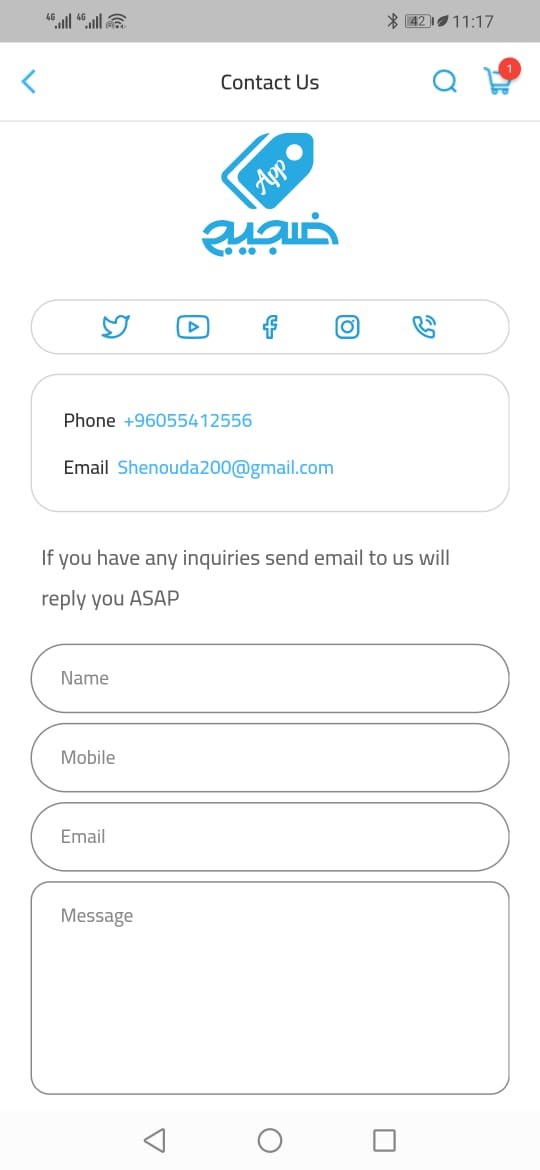 4G 4G 42 11:17
Contact Us 1
App
ضجيج
Phone +96055412556
Email Shenouda200@gmail.com
If you have any inquiries send email to us will
reply you ASAP
Name
Mobile
Email
Message